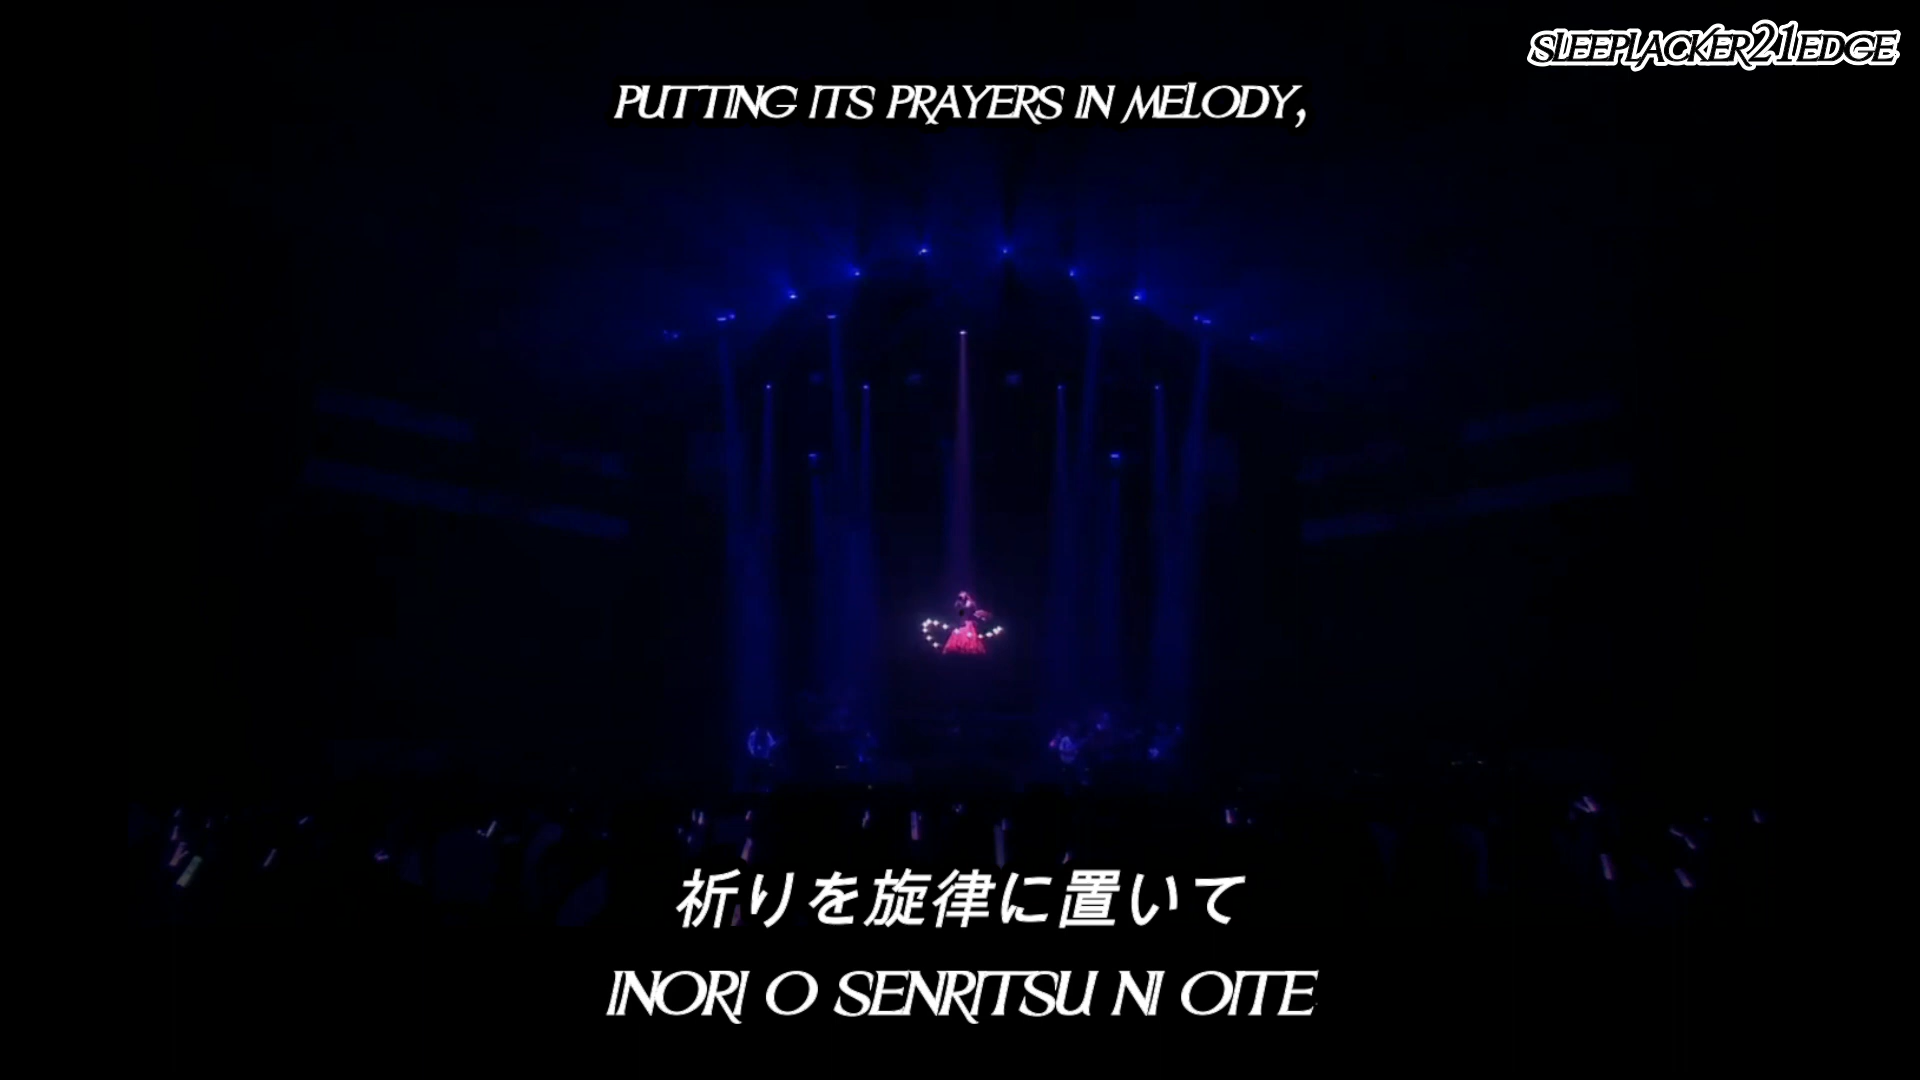 SLEEPLACKER21EDGE
PUTTING ITS PRAYERS IN MELODY,
祈りを旋律に置いて
INORI O SENRITSU NI OITE